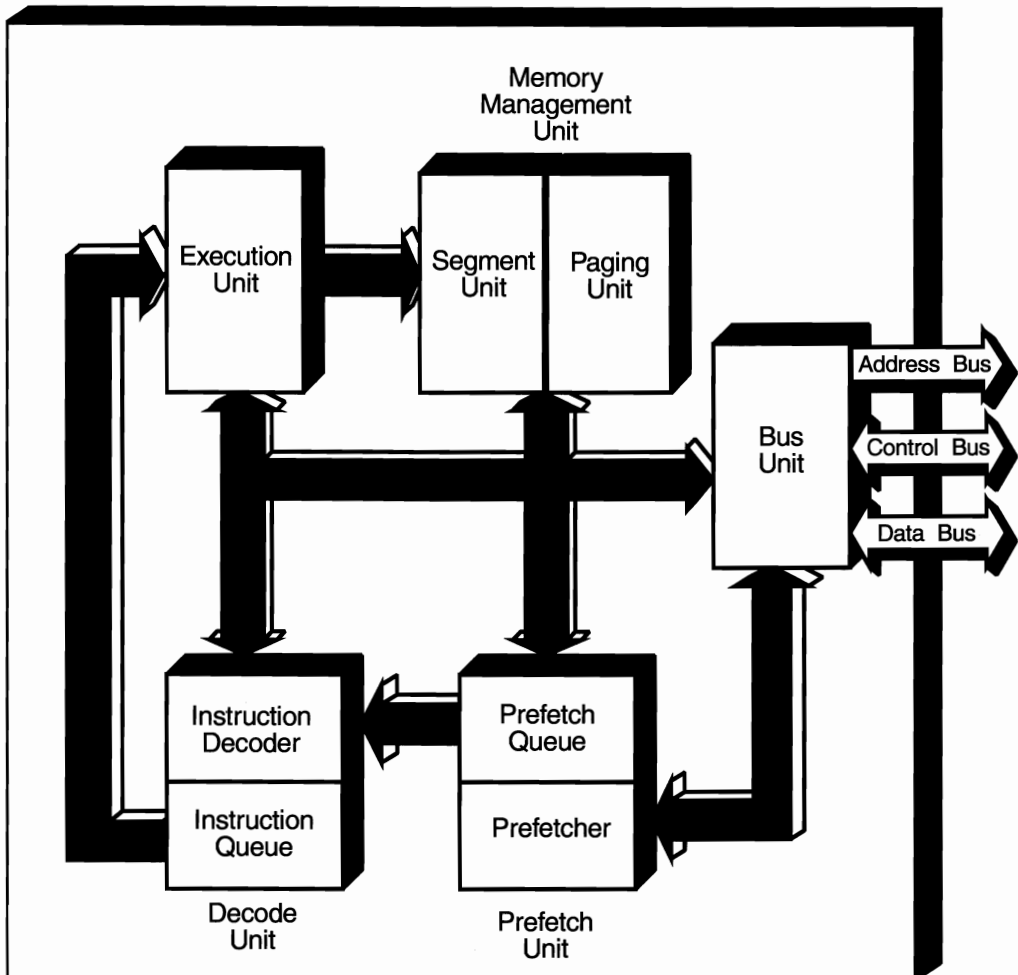 Memory
Management
Unit
Execution
Unit
Segment
Unit
Paging
Unit
Address Bus
Bus
Unit
Control Bus
Data Bus
Instruction
Decoder
Prefetch
Queue
Instruction
Queue
Prefetcher
Decode
Unit
Prefetch
Unit